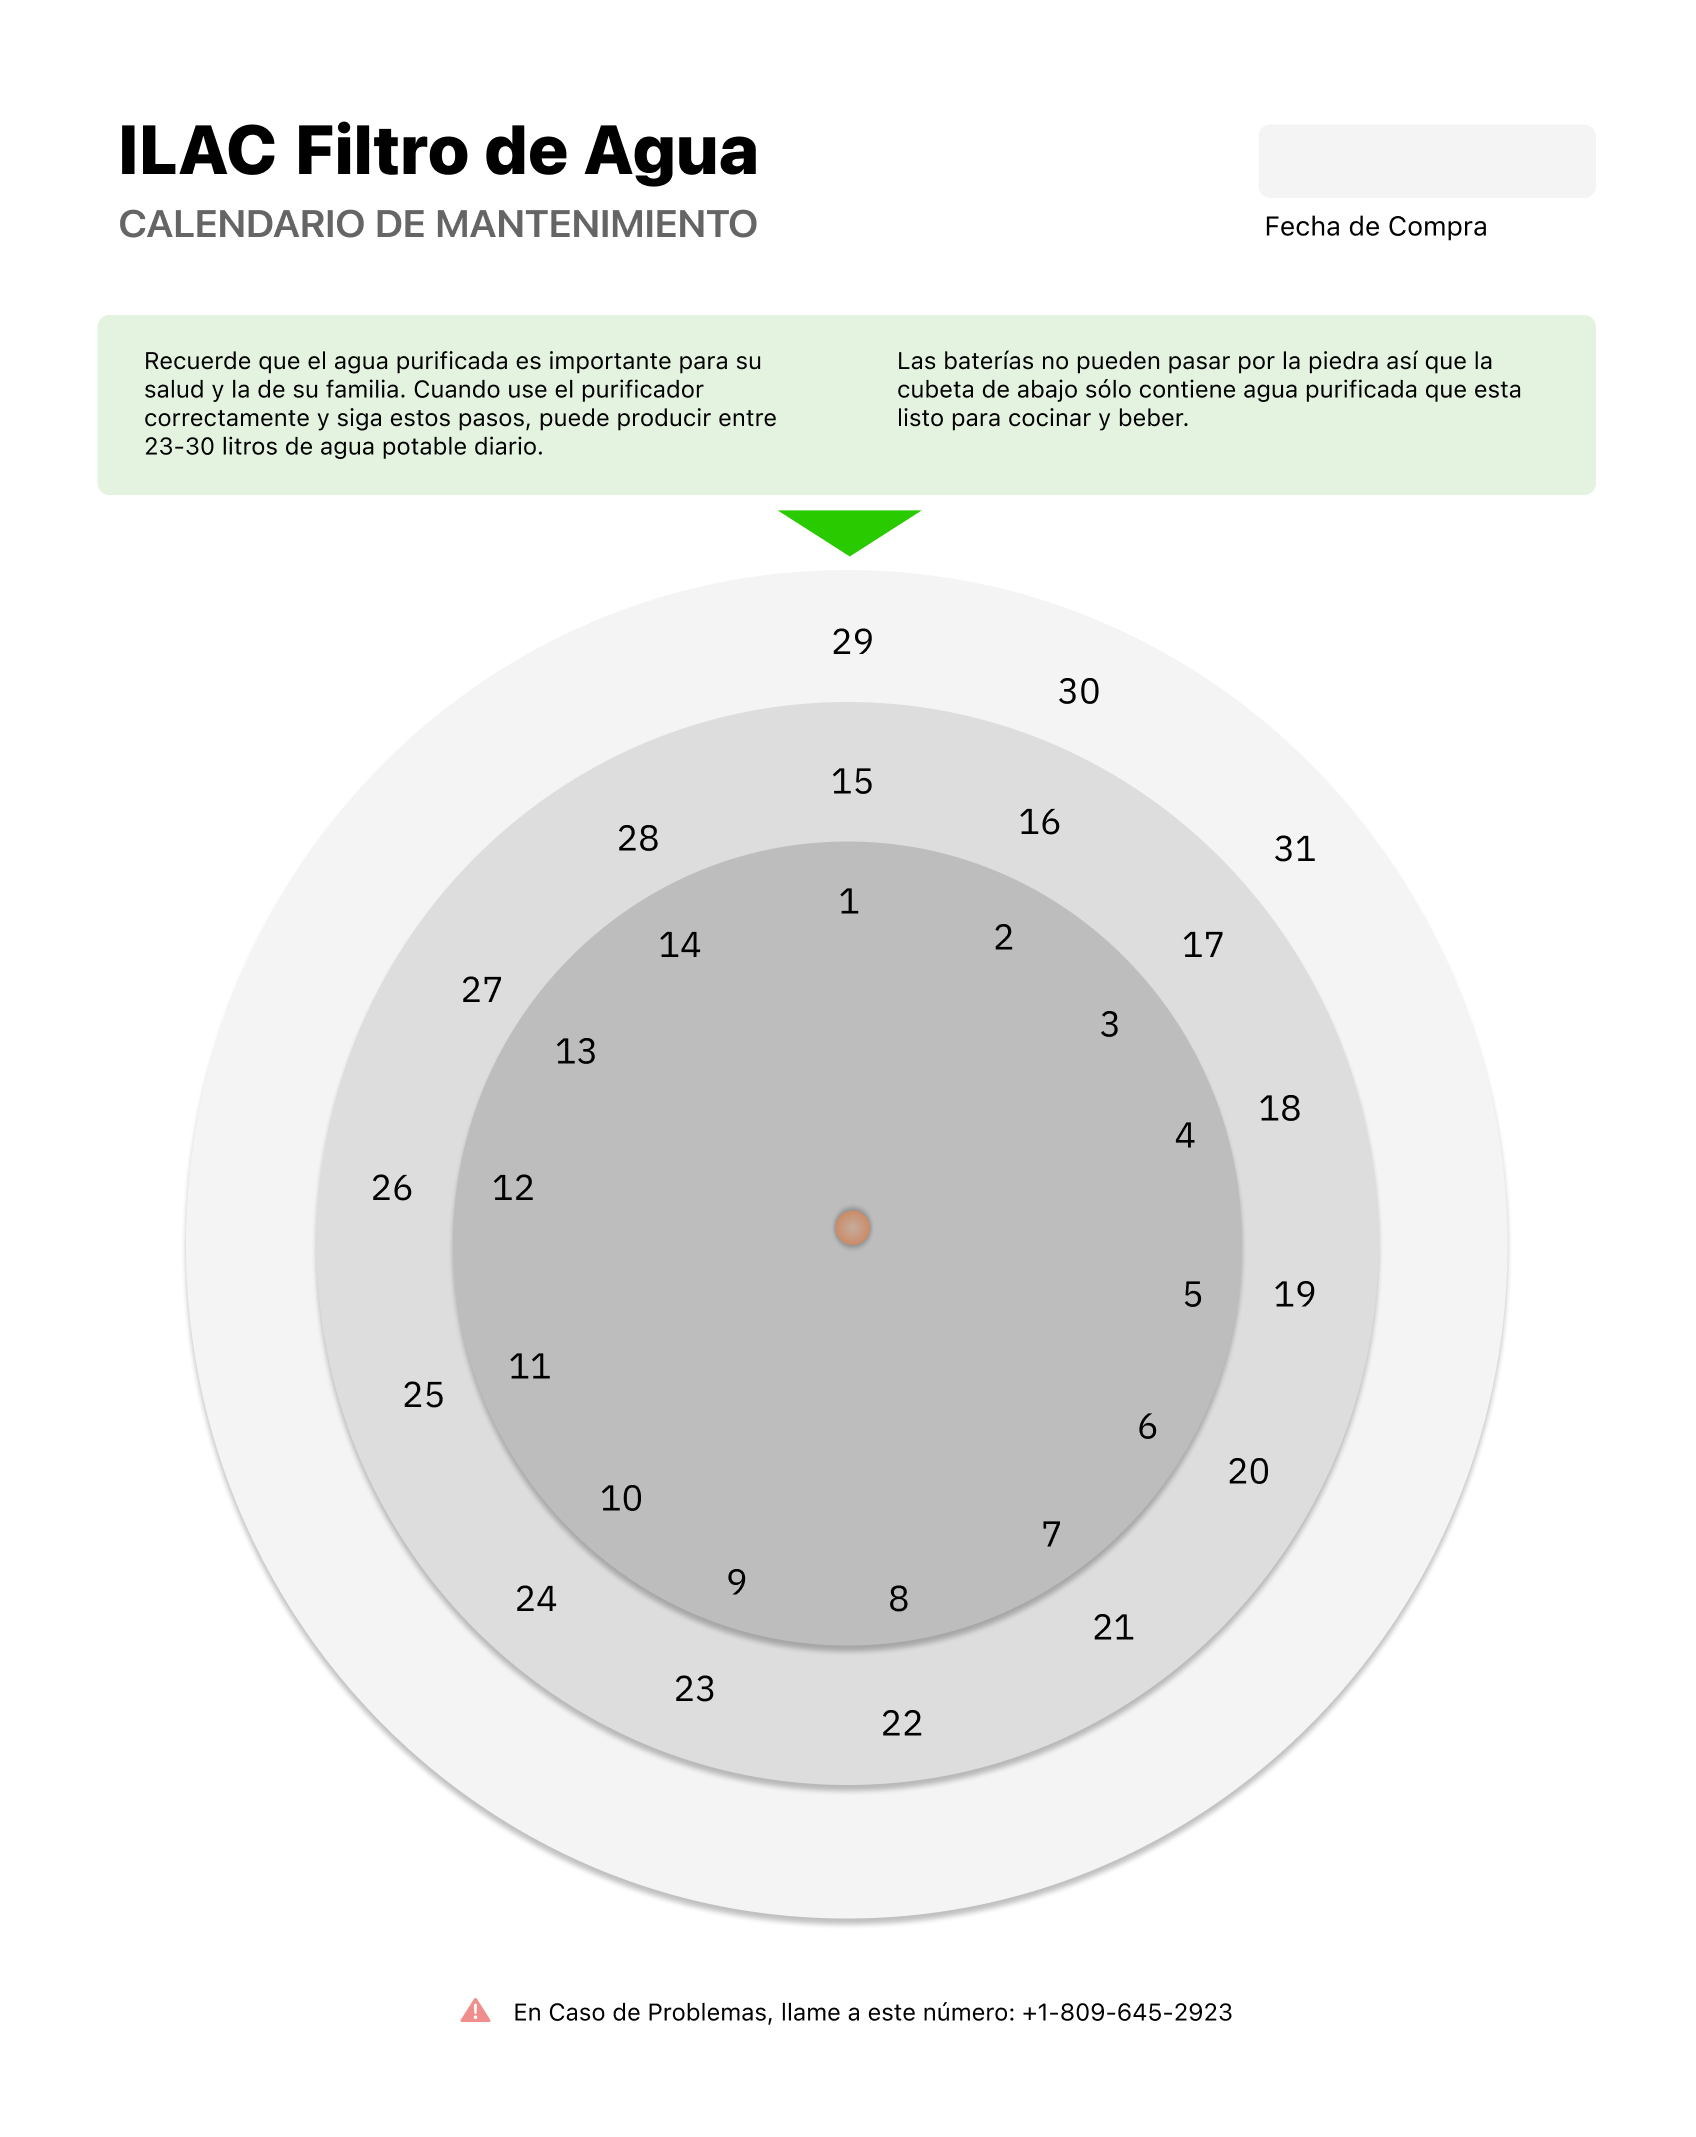 ILAC Filtro de Agua
CALENDARIO DE MANTENIMIENTO
Fecha de Compra
Recuerde que el agua purificada es importante para su
salud y la de su familia. Cuando use el purificador
correctamente y siga estos pasos, puede producir entre
23-30 litros de agua potable diario.
Las baterías no pueden pasar por la piedra así que la
cubeta de abajo sólo contiene agua purificada que esta
listo para cocinar y beber.
29
30
31
15
16
17
18
19
20
21
22
23
24
25
26
27
28
1
2
3
4
5
6
7
8
9
10
11
12
13
14
En Caso de Problemas, llame a este número: +1-809-645-2923